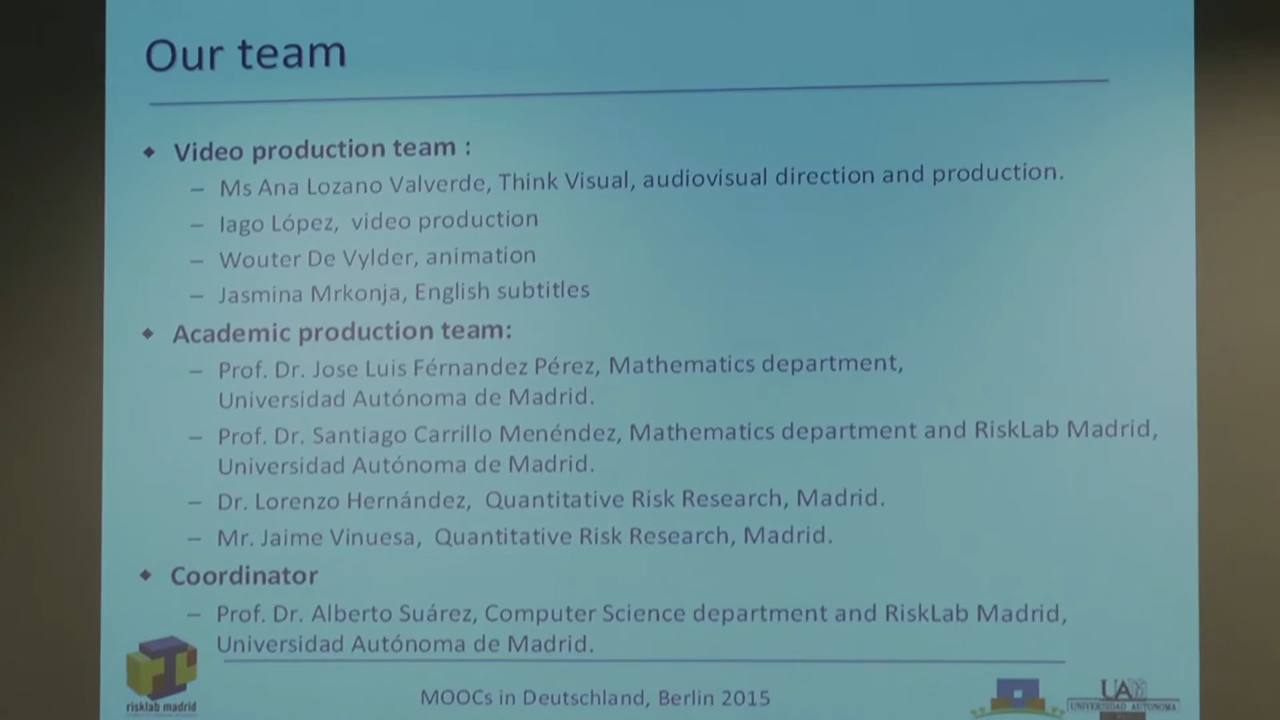 Our team
Video production team :
– Ms Ana Lozano Valverde, Think Visual, audiovisual direction and production.
– Iago López, video production
– Wouter De Vylder, animation
– Jasmina Mrkonja, English subtitles
Academic production team:
– Prof. Dr. Jose Luis Férnandez Pérez, Mathematics department,
Universidad Autónoma de Madrid.
– Prof. Dr. Santiago Carrillo Menéndez, Mathematics department and RiskLab Madrid,
Universidad Autónoma de Madrid.
– Dr. Lorenzo Hernández, Quantitative Risk Research, Madrid.
– Mr. Jaime Vinuesa, Quantitative Risk Research, Madrid.
Coordinator
– Prof. Dr. Alberto Suárez, Computer Science department and RiskLab Madrid,
Universidad Autónoma de Madrid.
risklab madrid
MOOCs in Deutschland, Berlin 2015
UAM
UNIVERSIDAD AUTONOMA